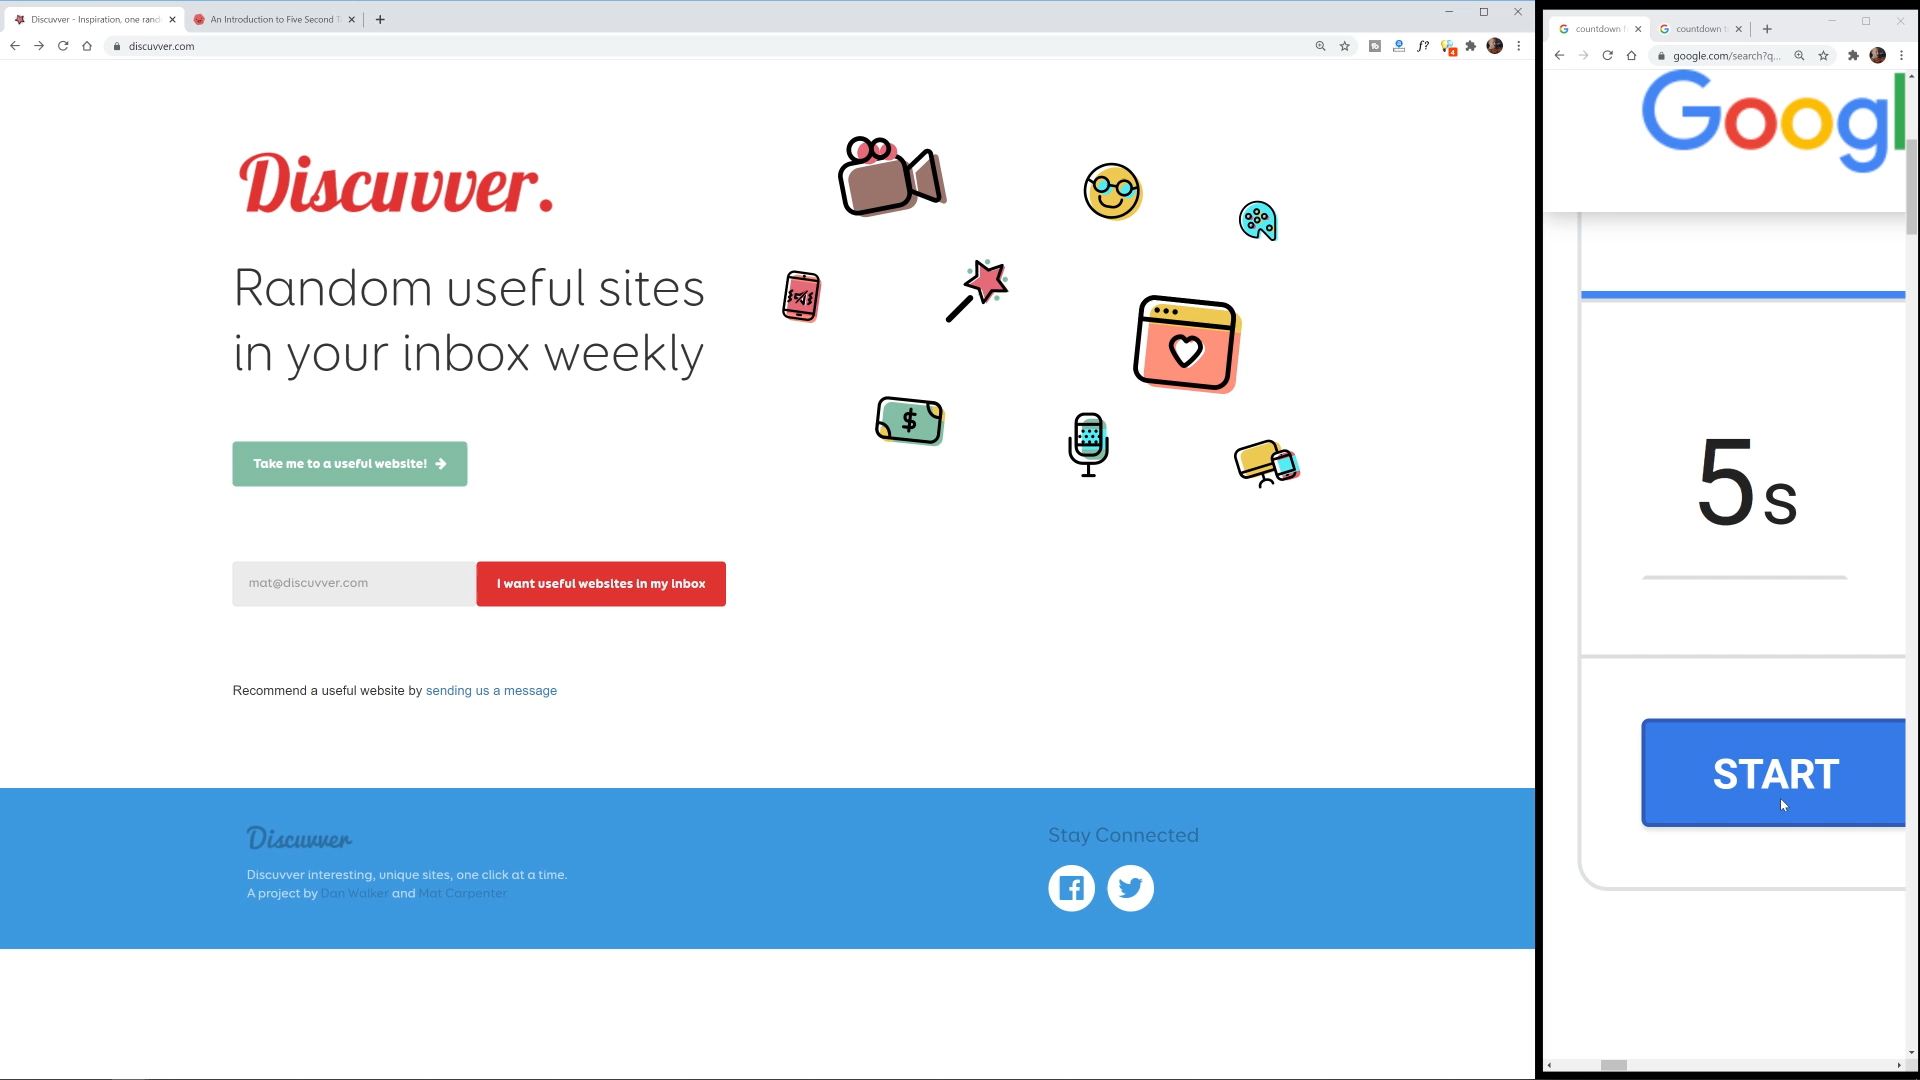 Discuvver - Inspiration, one rand
An Introduction to Five Second T
discuvver.com
f?
4
Discuvver.
Random useful sites
in your inbox weekly
$
Take me to a useful website!
mat@discuvver.com
I want useful websites in my inbox
Recommend a useful website by sending us a message
Discuvver
Discuvver interesting, unique sites, one click at a time.
A project by Dan Walker and Mat Carpenter
Stay Connected
countdown
countdown t
google.com/search?q...
Googl
5s
START